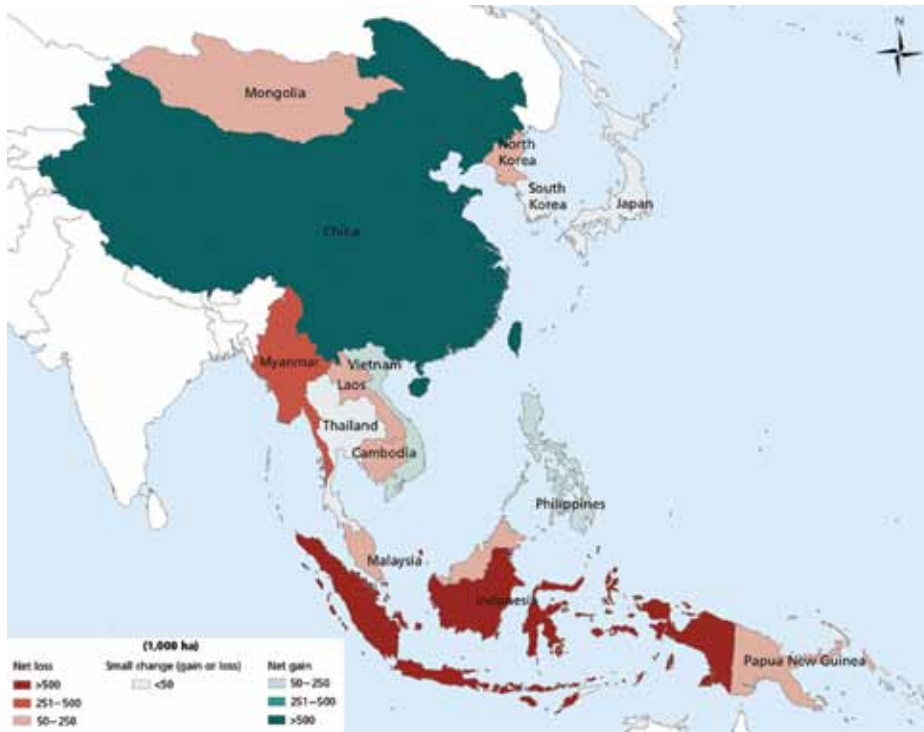 N
Mongolia
North
Korea
South
Korea
Japan
China
Myanmar
Vietnam
Laos
Thailand
Cambodia
Philippines
Malaysia
Indonesia
Papua New Guinea
(1,000 ha)
Net loss
>500
251–500
50–250
Small change (gain or loss)
<50
Net gain
50–250
251–500
>500